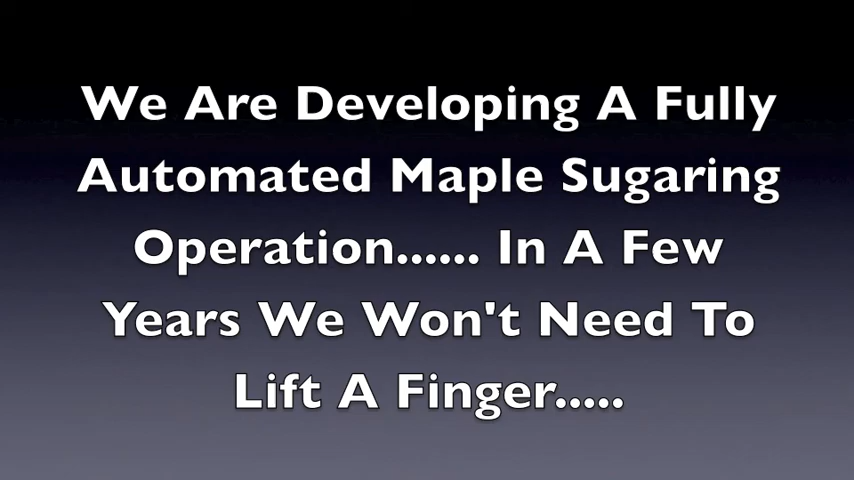 We Are Developing A Fully
Automated Maple Sugaring
Operation...... In A Few
Years We Won't Need To
Lift A Finger.....